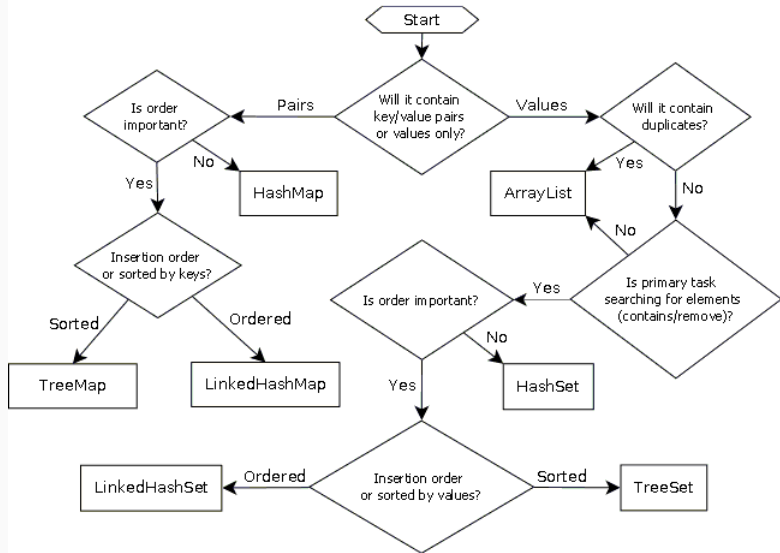 Start
Will it contain
key/value pairs
or values only?
Pairs
Values
Is order
important?
Will it contain
duplicates?
No
Yes
HashMap
Yes
ArrayList
No
No
Insertion order
or sorted by keys?
Is primary task
searching for elements
(contains/remove)?
Yes
Is order important?
Sorted
Ordered
No
TreeMap
LinkedHashMap
HashSet
Yes
Ordered
Insertion order
or sorted by values?
Sorted
LinkedHashSet
TreeSet